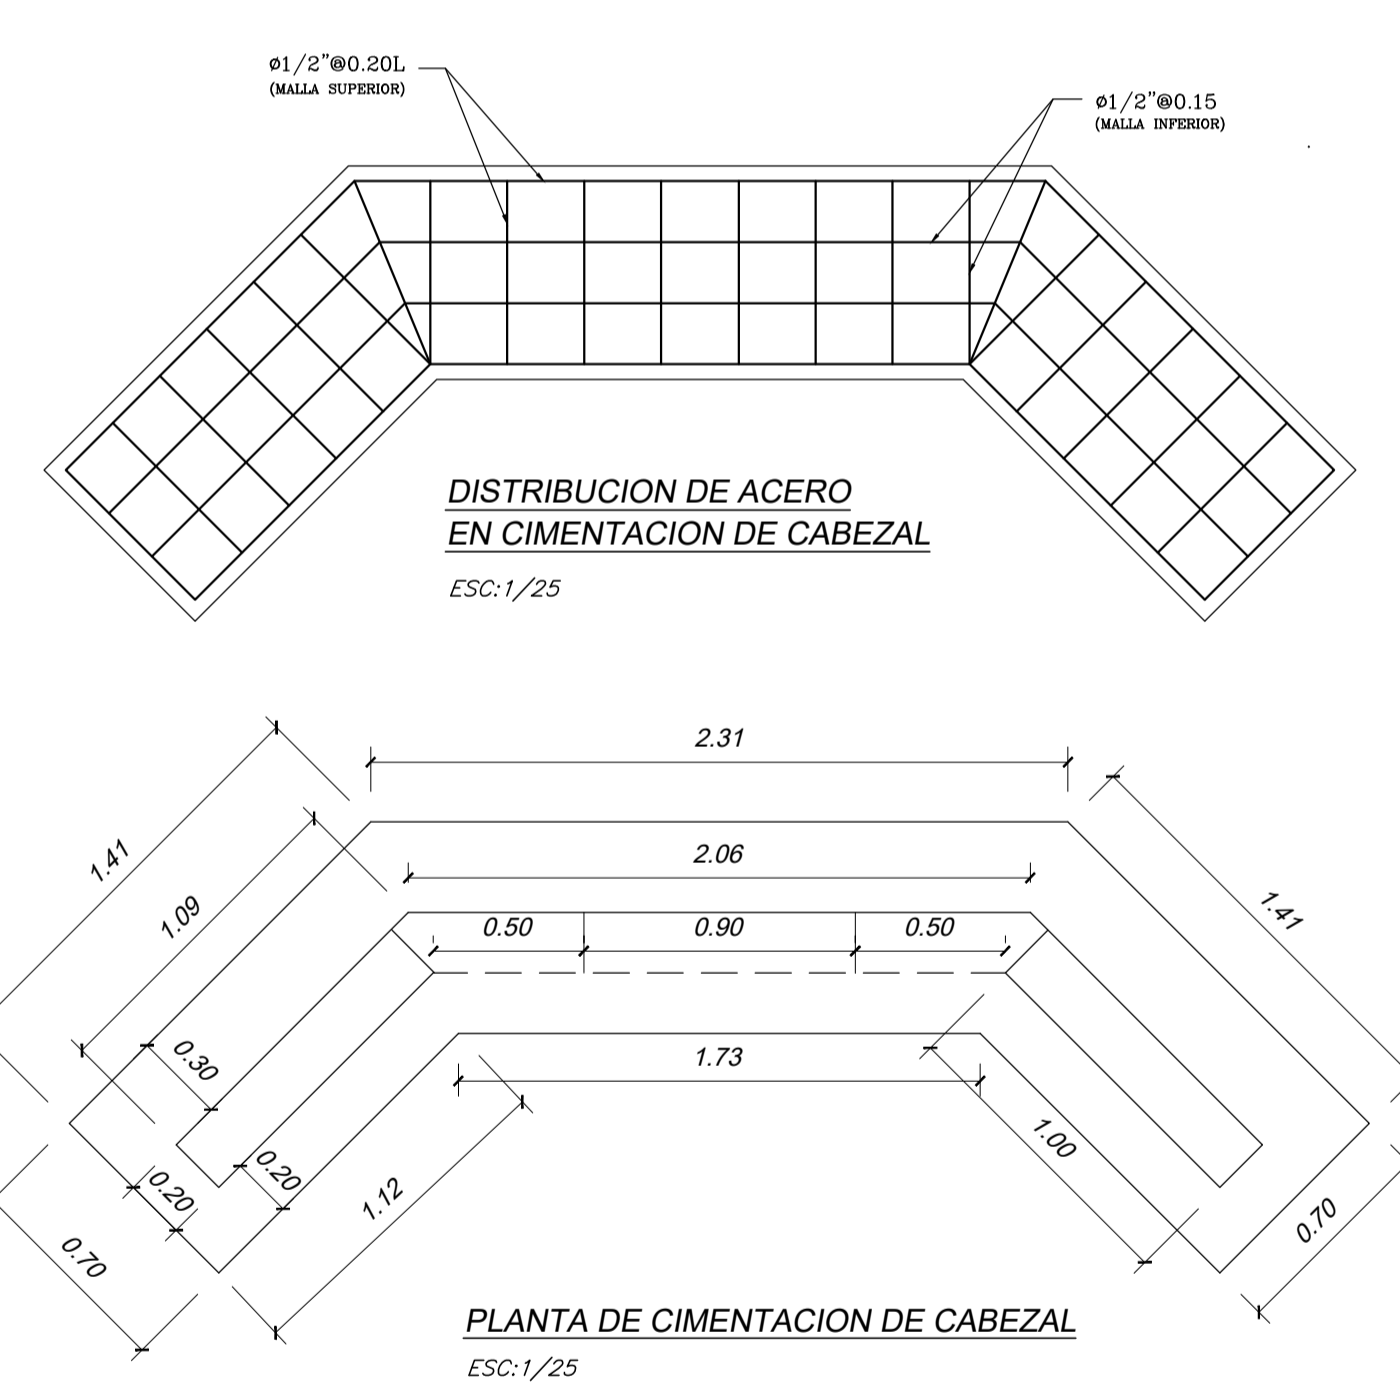 ø1/2"@0.20L
(MALLA SUPERIOR)
ø1/2"@0.15
(MALLA INFERIOR)
DISTRIBUCION DE ACERO
EN CIMENTACION DE CABEZAL
ESC:1/25
2.31
1.41
2.06
1.09
0.50
0.90
0.50
1.41
0.30
1.73
1.00
0.20
0.20
1.12
0.70
0.70
PLANTA DE CIMENTACION DE CABEZAL
ESC:1/25